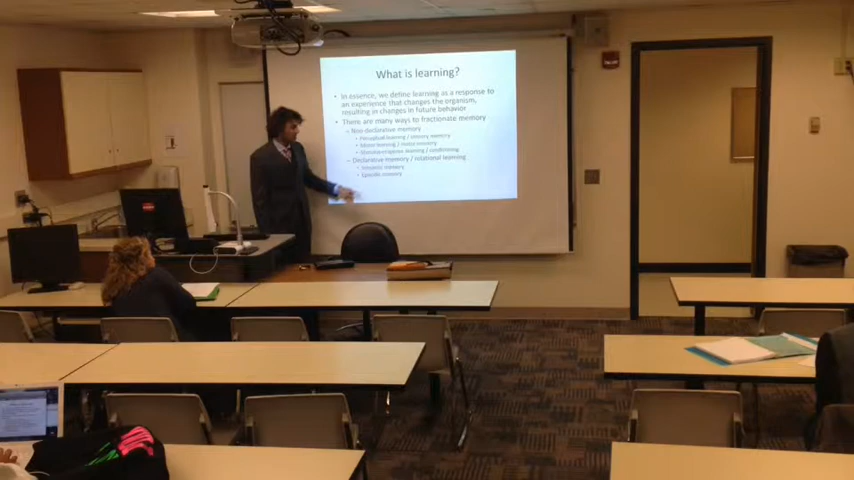 What is learning?
• In essence, we define learning as a response to
an experience that changes the organism,
resulting in changes in future behavior
• There are many ways to fractionate memory
– Non-declarative memory
• Perceptual learning / sensory memory
• Motor learning / motor memory
• learning / conditioning
– Declarative memory / relational learning
• Semantic memory
• Episodic memory